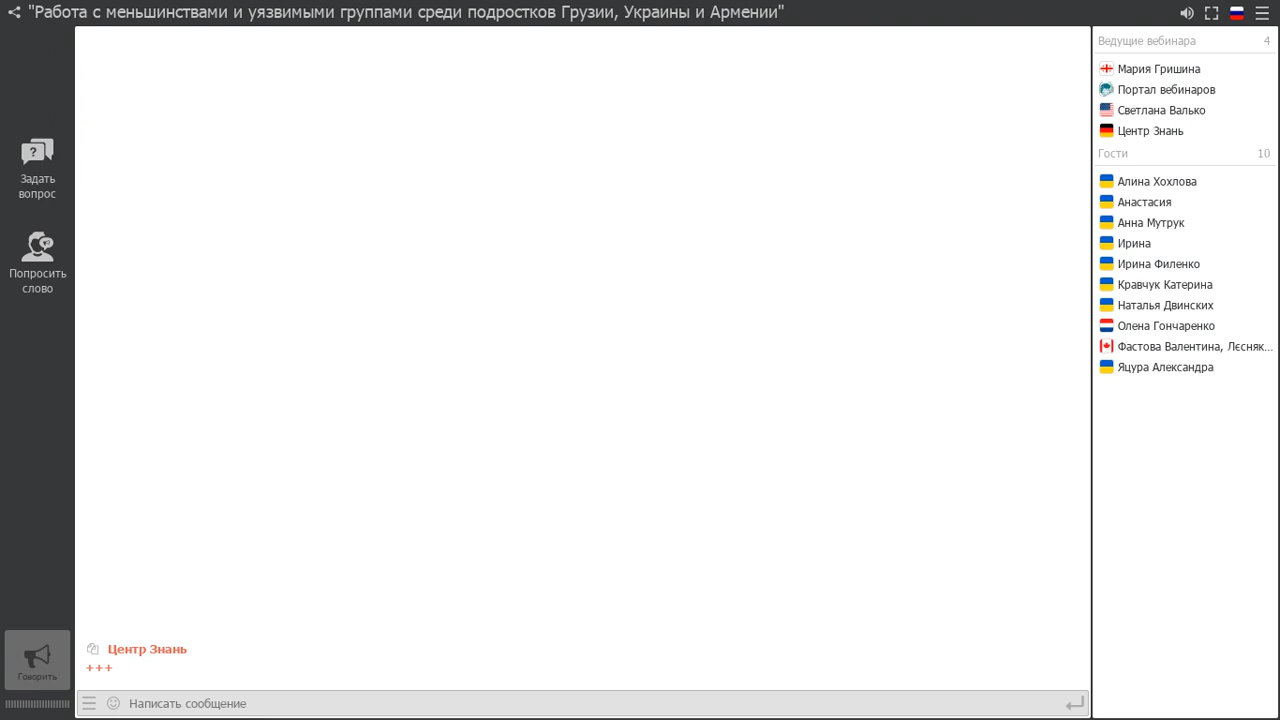 "Работа с меньшинствами и уязвимыми группами среди подростков Грузии, Украины и Армении"
Задать
вопрос
Попросить
слово
Говорить
Центр Знань
+++
Написать сообщение
Ведущие вебинара 4
Мария Гришина
Портал вебинаров
Светлана Валько
Центр Знань
Гости 10
Алина Хохлова
Анастасия
Анна Мутрук
Ирина
Ирина Филенко
Кравчук Катерина
Наталья Двинских
Олена Гончаренко
Фастова Валентина, Лєсняк...
Яцура Александра